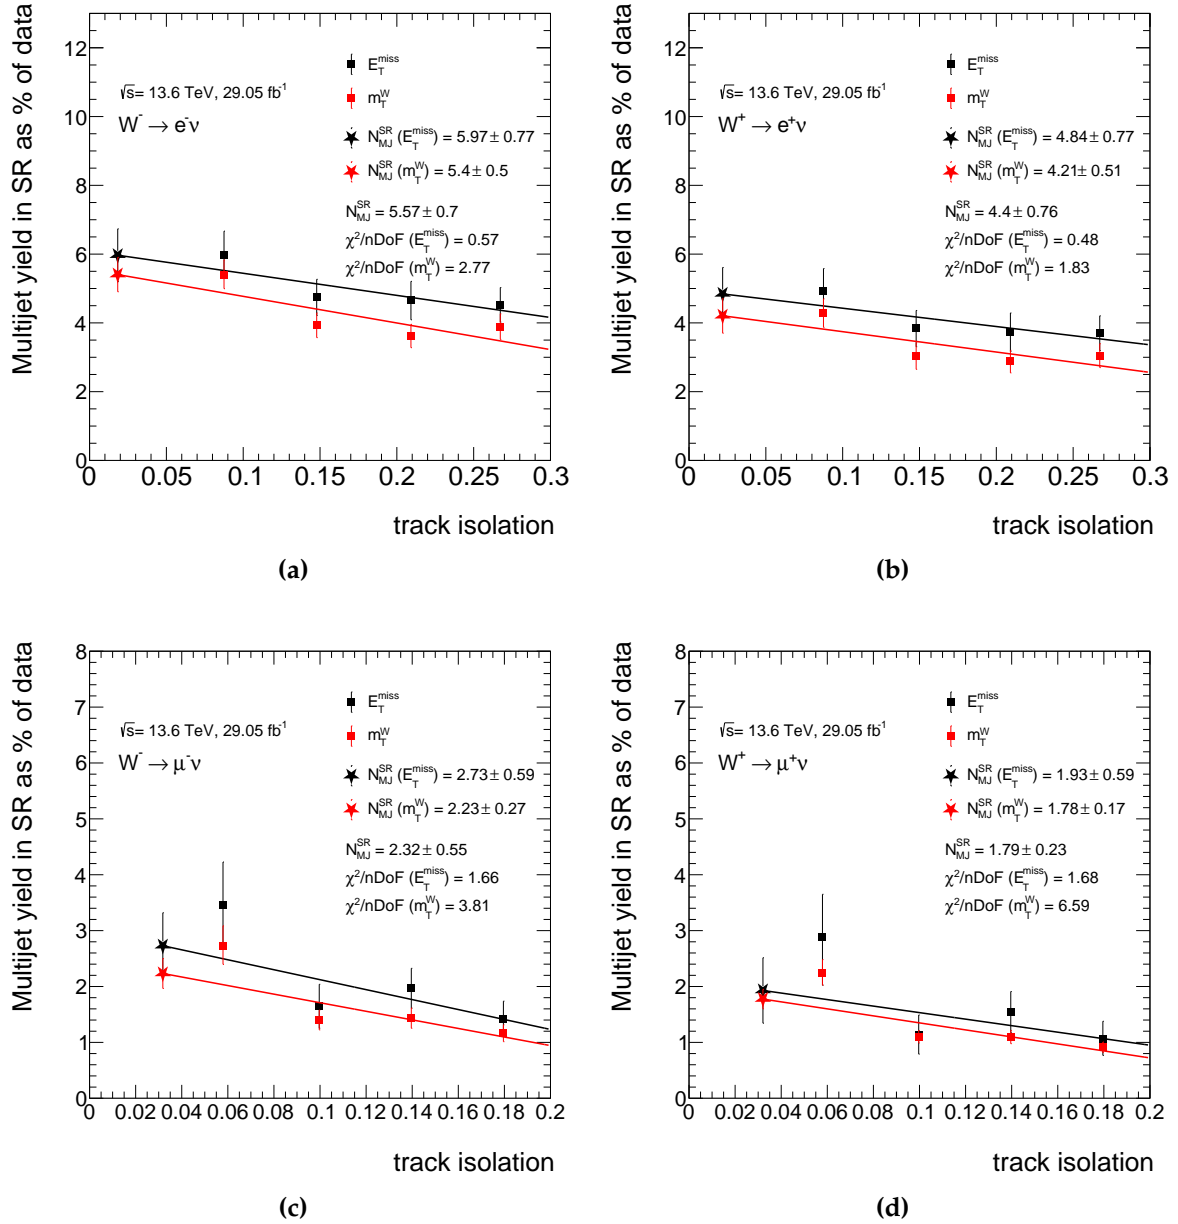 Multijet yield in SR as % of data
12
10
8
6
4
2
0
0 0.05 0.1 0.15 0.2 0.25 0.3
track isolation
√s= 13.6 TeV, 29.05 fb⁻¹
W⁻ → e⁻ν
E_T^miss
m_T^W
N_MJ^SR (E_T^miss) = 5.97± 0.77
N_MJ^SR (m_T^W) = 5.4± 0.5
N_MJ^SR = 5.57± 0.7
χ²/nDoF (E_T^miss) = 0.57
χ²/nDoF (m_T^W) = 2.77
(a)
Multijet yield in SR as % of data
12
10
8
6
4
2
0
0 0.05 0.1 0.15 0.2 0.25 0.3
track isolation
√s= 13.6 TeV, 29.05 fb⁻¹
W⁺ → e⁺ν
E_T^miss
m_T^W
N_MJ^SR (E_T^miss) = 4.84± 0.77
N_MJ^SR (m_T^W) = 4.21± 0.51
N_MJ^SR = 4.4± 0.76
χ²/nDoF (E_T^miss) = 0.48
χ²/nDoF (m_T^W) = 1.83
(b)
Multijet yield in SR as % of data
8
7
6
5
4
3
2
1
0
0 0.02 0.04 0.06 0.08 0.1 0.12 0.14 0.16 0.18 0.2
track isolation
√s= 13.6 TeV, 29.05 fb⁻¹
W⁻ → μ⁻ν
E_T^miss
m_T^W
N_MJ^SR (E_T^miss) = 2.73± 0.59
N_MJ^SR (m_T^W) = 2.23± 0.27
N_MJ^SR = 2.32± 0.55
χ²/nDoF (E_T^miss) = 1.66
χ²/nDoF (m_T^W) = 3.81
(c)
Multijet yield in SR as % of data
8
7
6
5
4
3
2
1
0
0 0.02 0.04 0.06 0.08 0.1 0.12 0.14 0.16 0.18 0.2
track isolation
√s= 13.6 TeV, 29.05 fb⁻¹
W⁺ → μ⁺ν
E_T^miss
m_T^W
N_MJ^SR (E_T^miss) = 1.93± 0.59
N_MJ^SR (m_T^W) = 1.78± 0.17
N_MJ^SR = 1.79± 0.23
χ²/nDoF (E_T^miss) = 1.68
χ²/nDoF (m_T^W) = 6.59
(d)